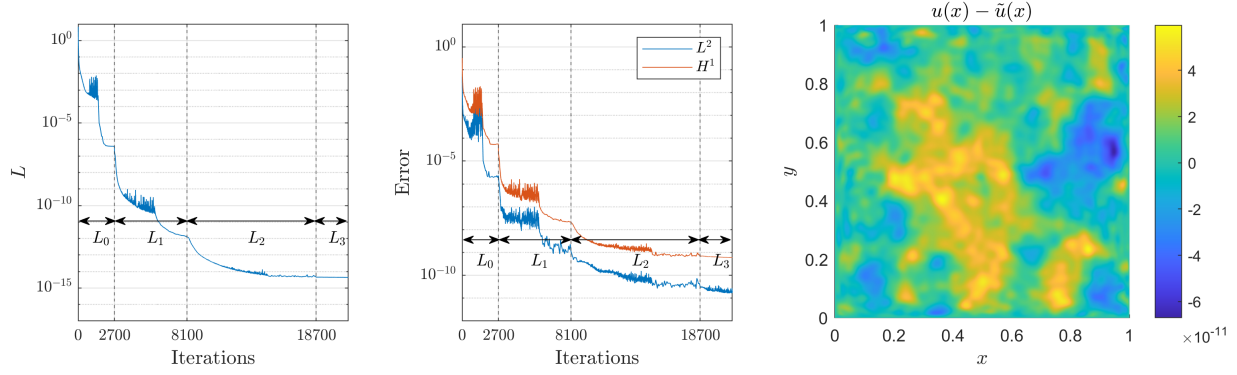 L
10^0
10^-5
10^-10
10^-15
L_0
L_1
L_2
L_3
0
2700
8100
18700
Iterations
Error
10^0
10^-5
10^-10
L^2
H^1
L_0
L_1
L_2
L_3
0
2700
8100
18700
Iterations
u(x) − ũ(x)
y
1
0.8
0.6
0.4
0.2
0
0
0.2
0.4
0.6
0.8
1
x
4
2
0
-2
-4
-6
×10^-11